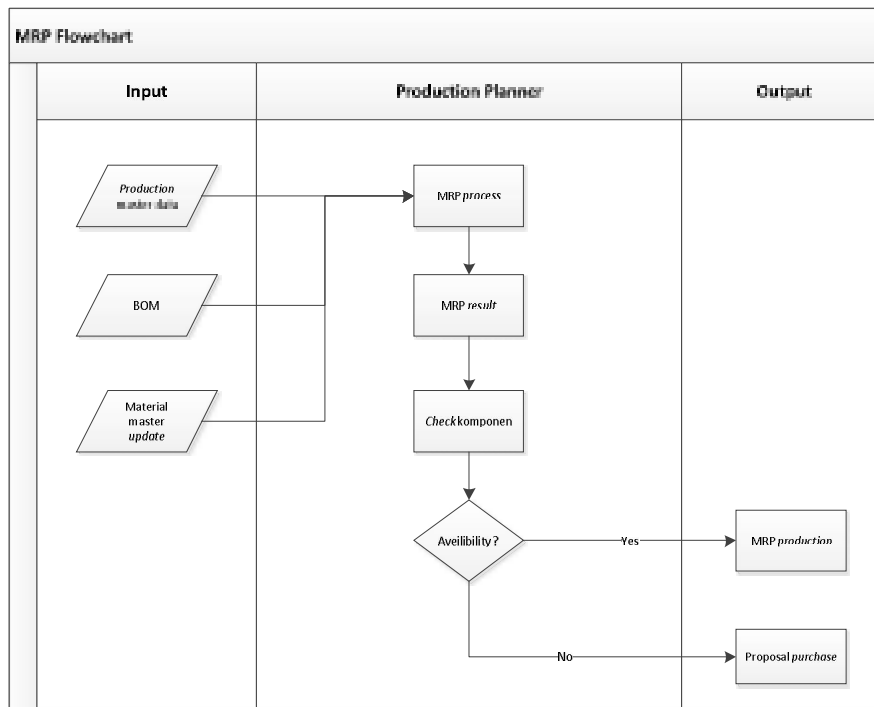 MRP Flowchart
Input
Production Planner
Output
Production
master data
MRP process
BOM
MRP result
Material
master
update
Check komponen
Aveilibility?
Yes
MRP production
No
Proposal purchase